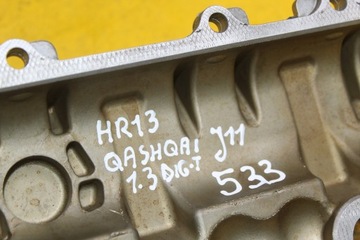 HR13
QASHQAI J11
1.3 DIG-T
533